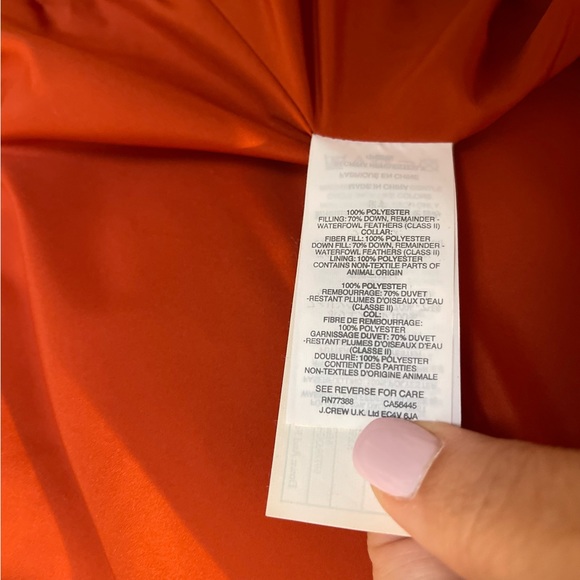 100% POLYESTER
FILLING: 70% DOWN, REMAINDER -
WATERFOWL FEATHERS (CLASS II)
COLLAR:
FIBER FILL: 100% POLYESTER
DOWN FILL: 70% DOWN, REMAINDER -
WATERFOWL FEATHERS (CLASS II)
LINING: 100% POLYESTER
CONTAINS NON-TEXTILE PARTS OF
ANIMAL ORIGIN
100% POLYESTER
REMBOURRAGE: 70% DUVET
-RESTANT PLUMES D'OISEAUX D'EAU
(CLASSE II)
COL:
FIBRE DE REMBOURRAGE:
100% POLYESTER
GARNISSAGE DUVET: 70% DUVET
-RESTANT PLUMES D'OISEAUX D'EAU
(CLASSE II)
DOUBLURE: 100% POLYESTER
CONTIENT DES PARTIES
NON-TEXTILES D'ORIGINE ANIMALE
SEE REVERSE FOR CARE
RN77388 CA56445
J.CREW U.K. Ltd EC4V 6JA